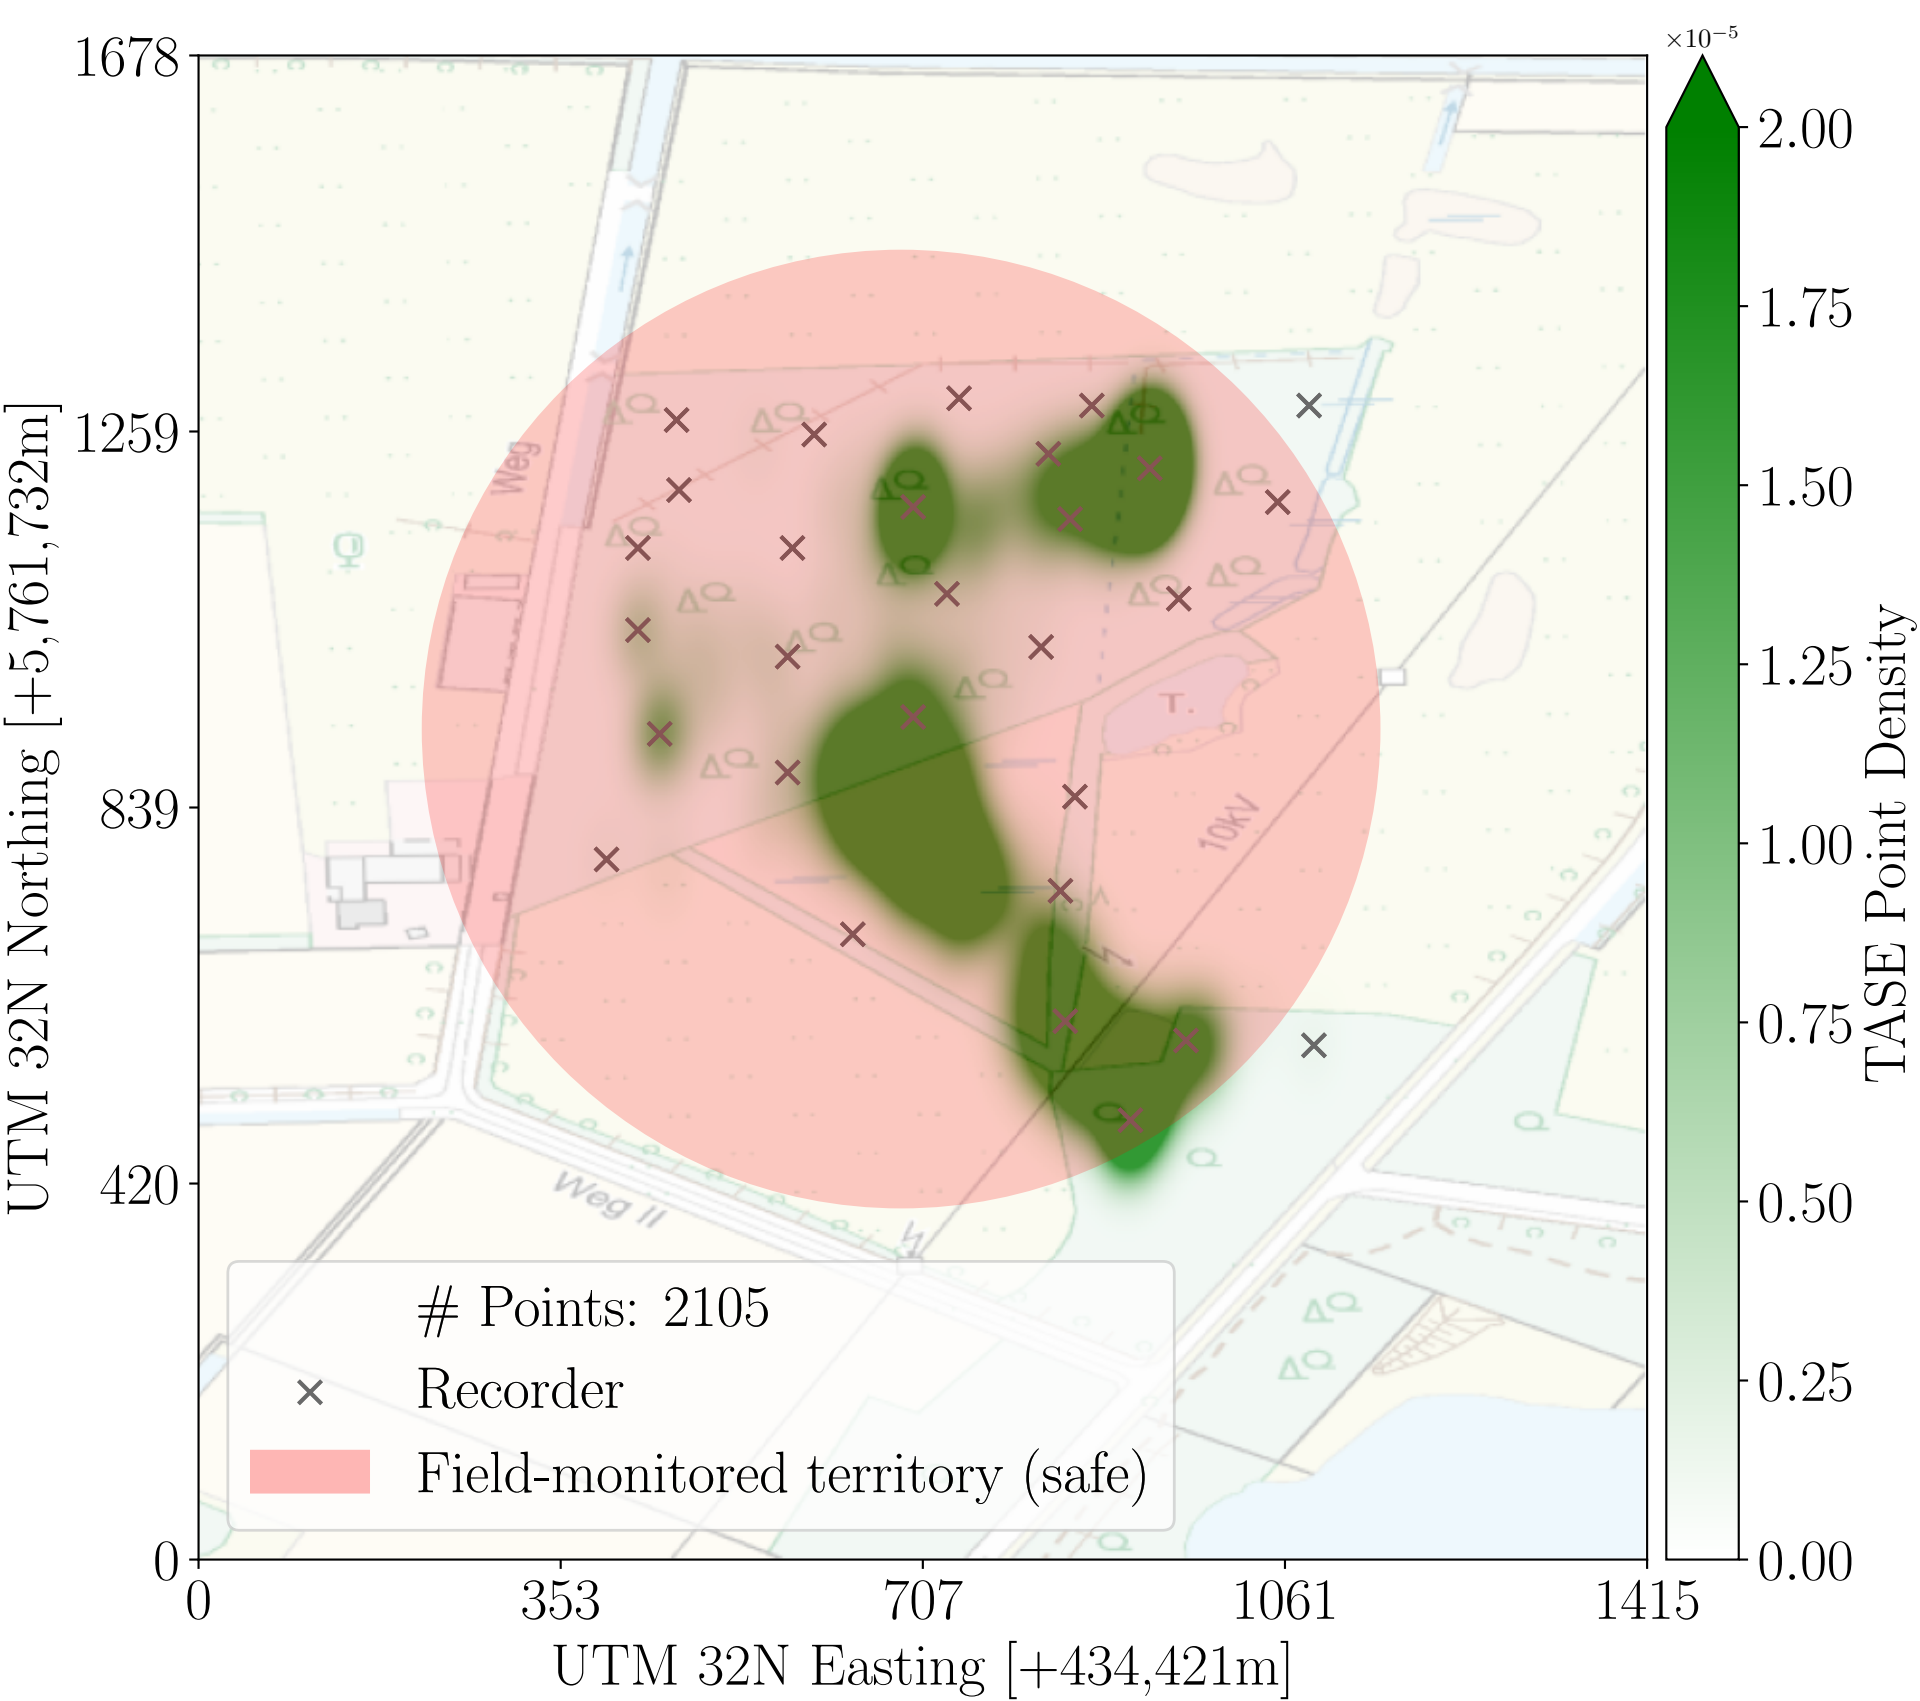 ×10⁻⁵
1678
1259
839
420
0
UTM 32N Northing [+5,761,732m]
Weg
T.
10kV
Weg II
# Points: 2105
Recorder
Field-monitored territory (safe)
0
353
707
1061
1415
UTM 32N Easting [+434,421m]
2.00
1.75
1.50
1.25
1.00
0.75
0.50
0.25
0.00
TASE Point Density